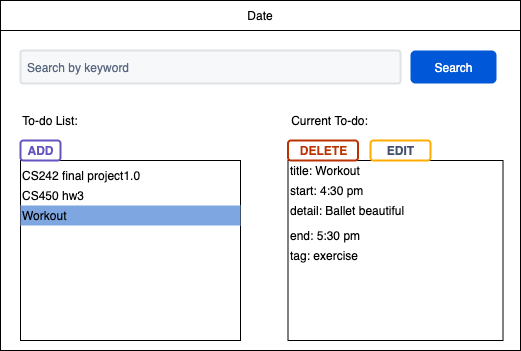 Date
Search by keyword
Search
To-do List:
ADD
CS242 final project1.0
CS450 hw3
Workout
Current To-do:
DELETE
EDIT
title: Workout
start: 4:30 pm
detail: Ballet beautiful
end: 5:30 pm
tag: exercise